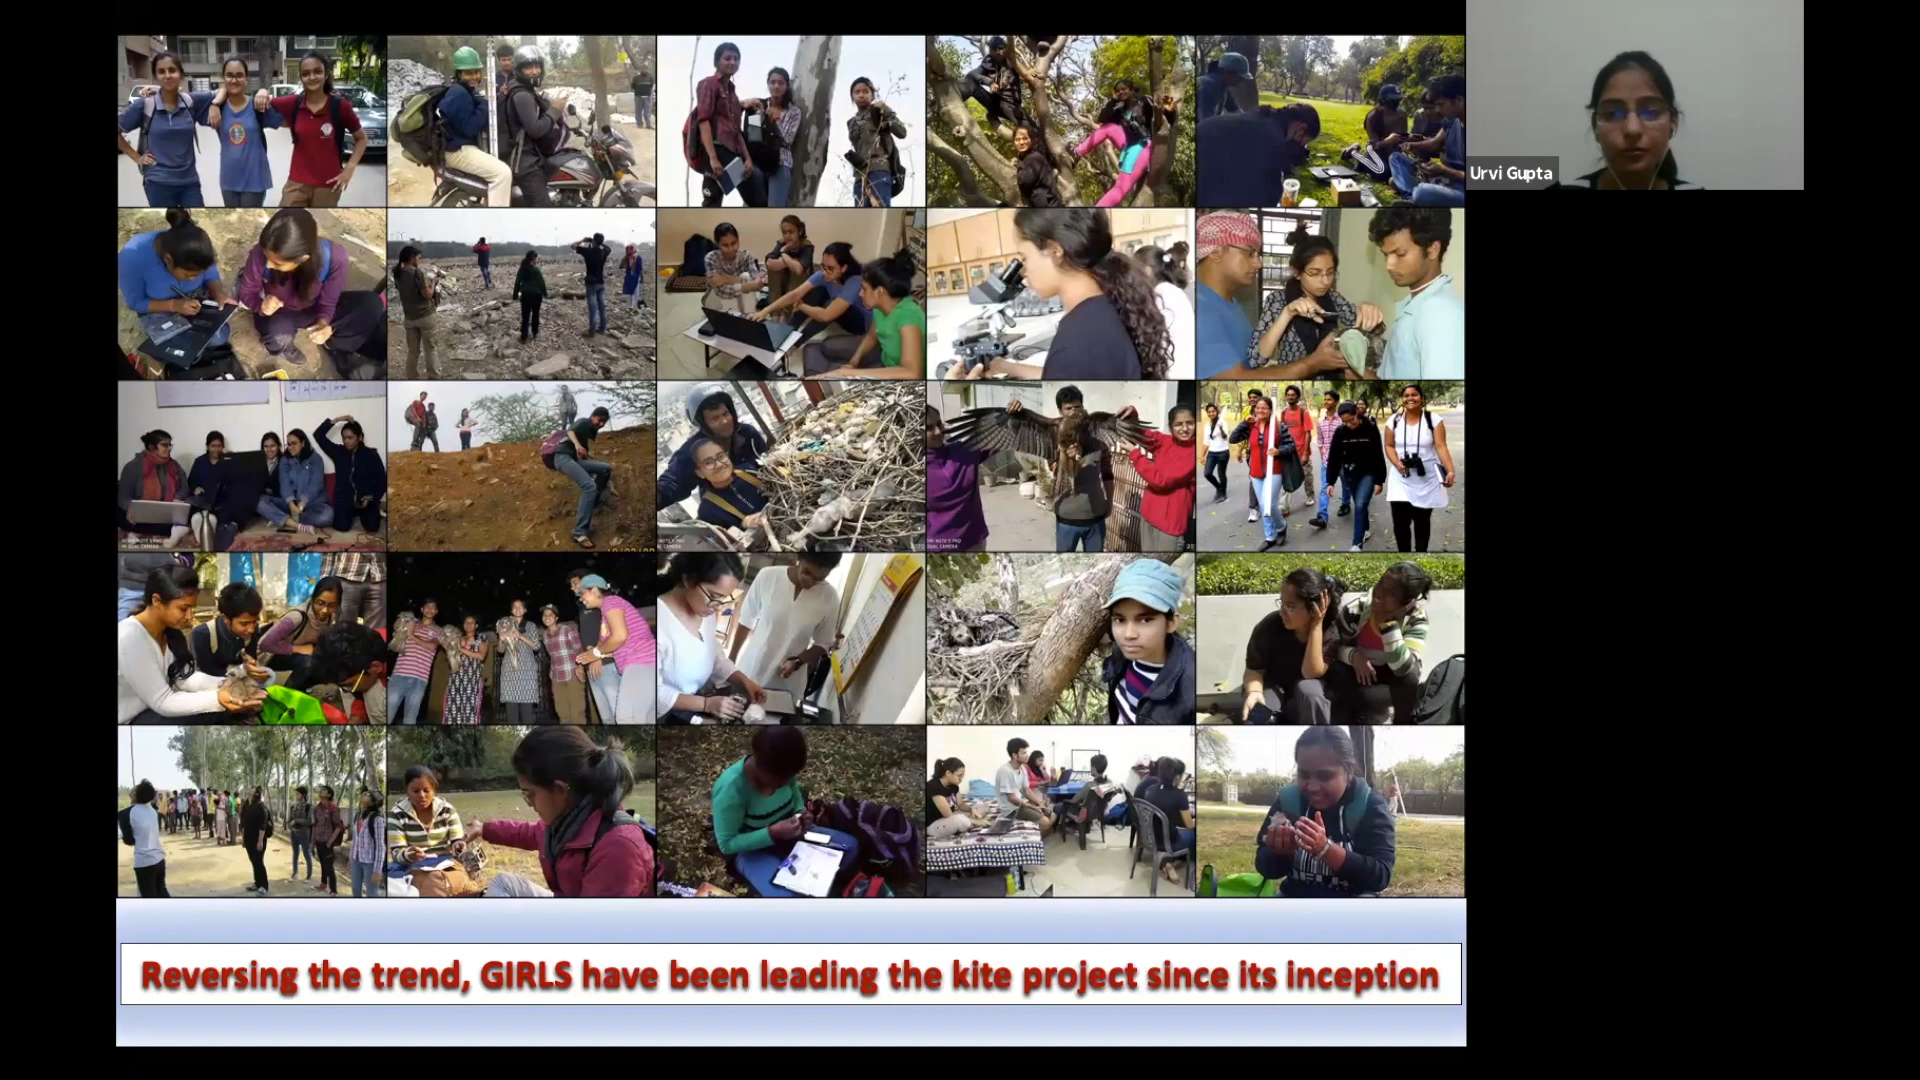 Urvi Gupta
Reversing the trend, GIRLS have been leading the kite project since its inception